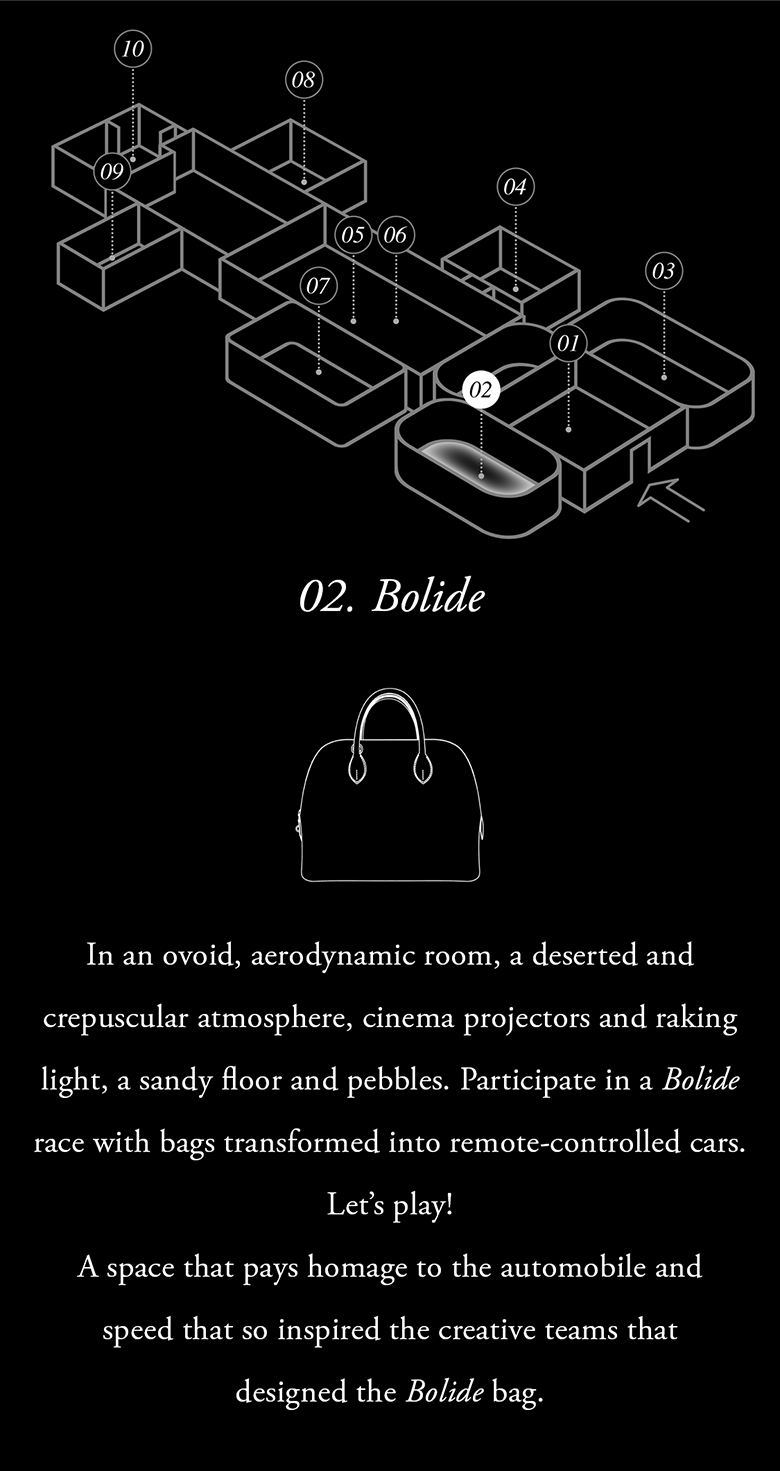 10
08
09
04
05
06
03
07
01
02
02. Bolide
In an ovoid, aerodynamic room, a deserted and
crepuscular atmosphere, cinema projectors and raking
light, a sandy floor and pebbles. Participate in a Bolide
race with bags transformed into remote-controlled cars.
Let’s play!
A space that pays homage to the automobile and
speed that so inspired the creative teams that
designed the Bolide bag.